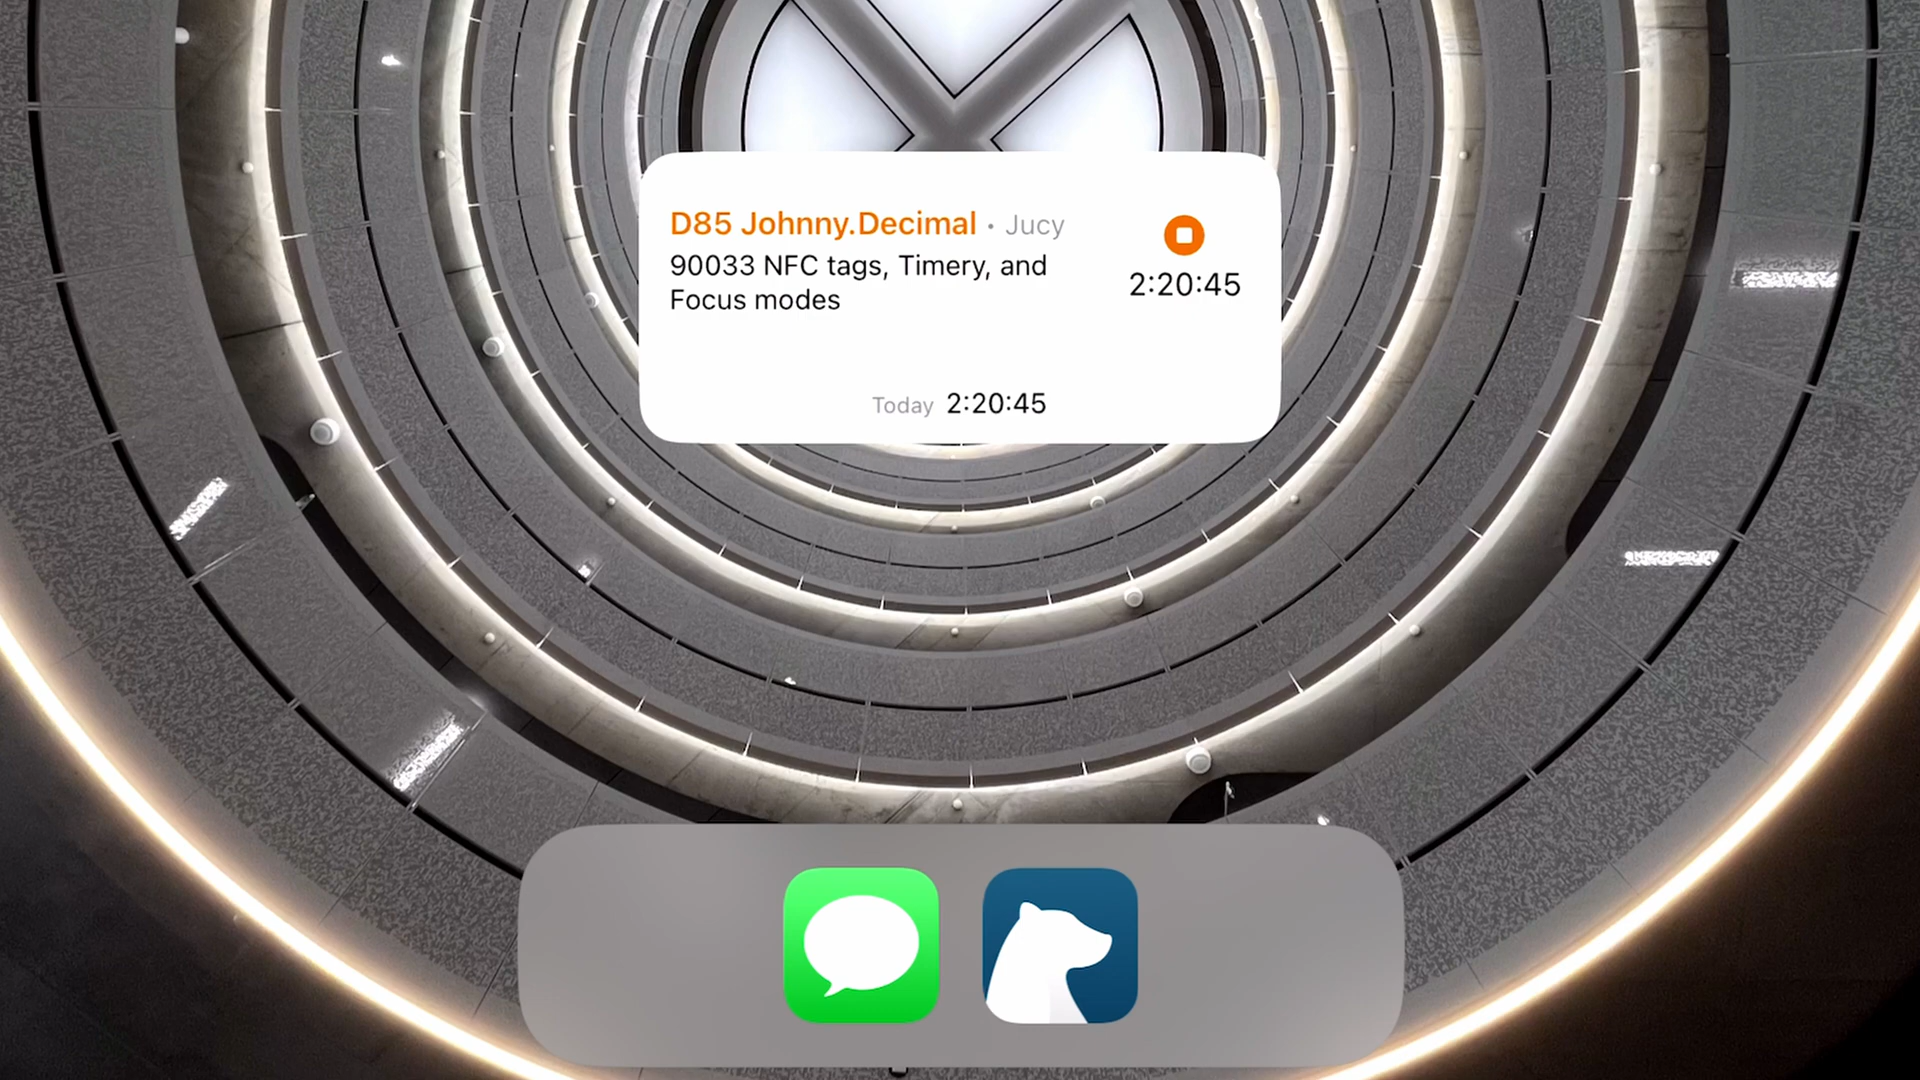 D85 Johnny.Decimal • Jucy
90033 NFC tags, Timery, and
Focus modes
2:20:45
Today 2:20:45